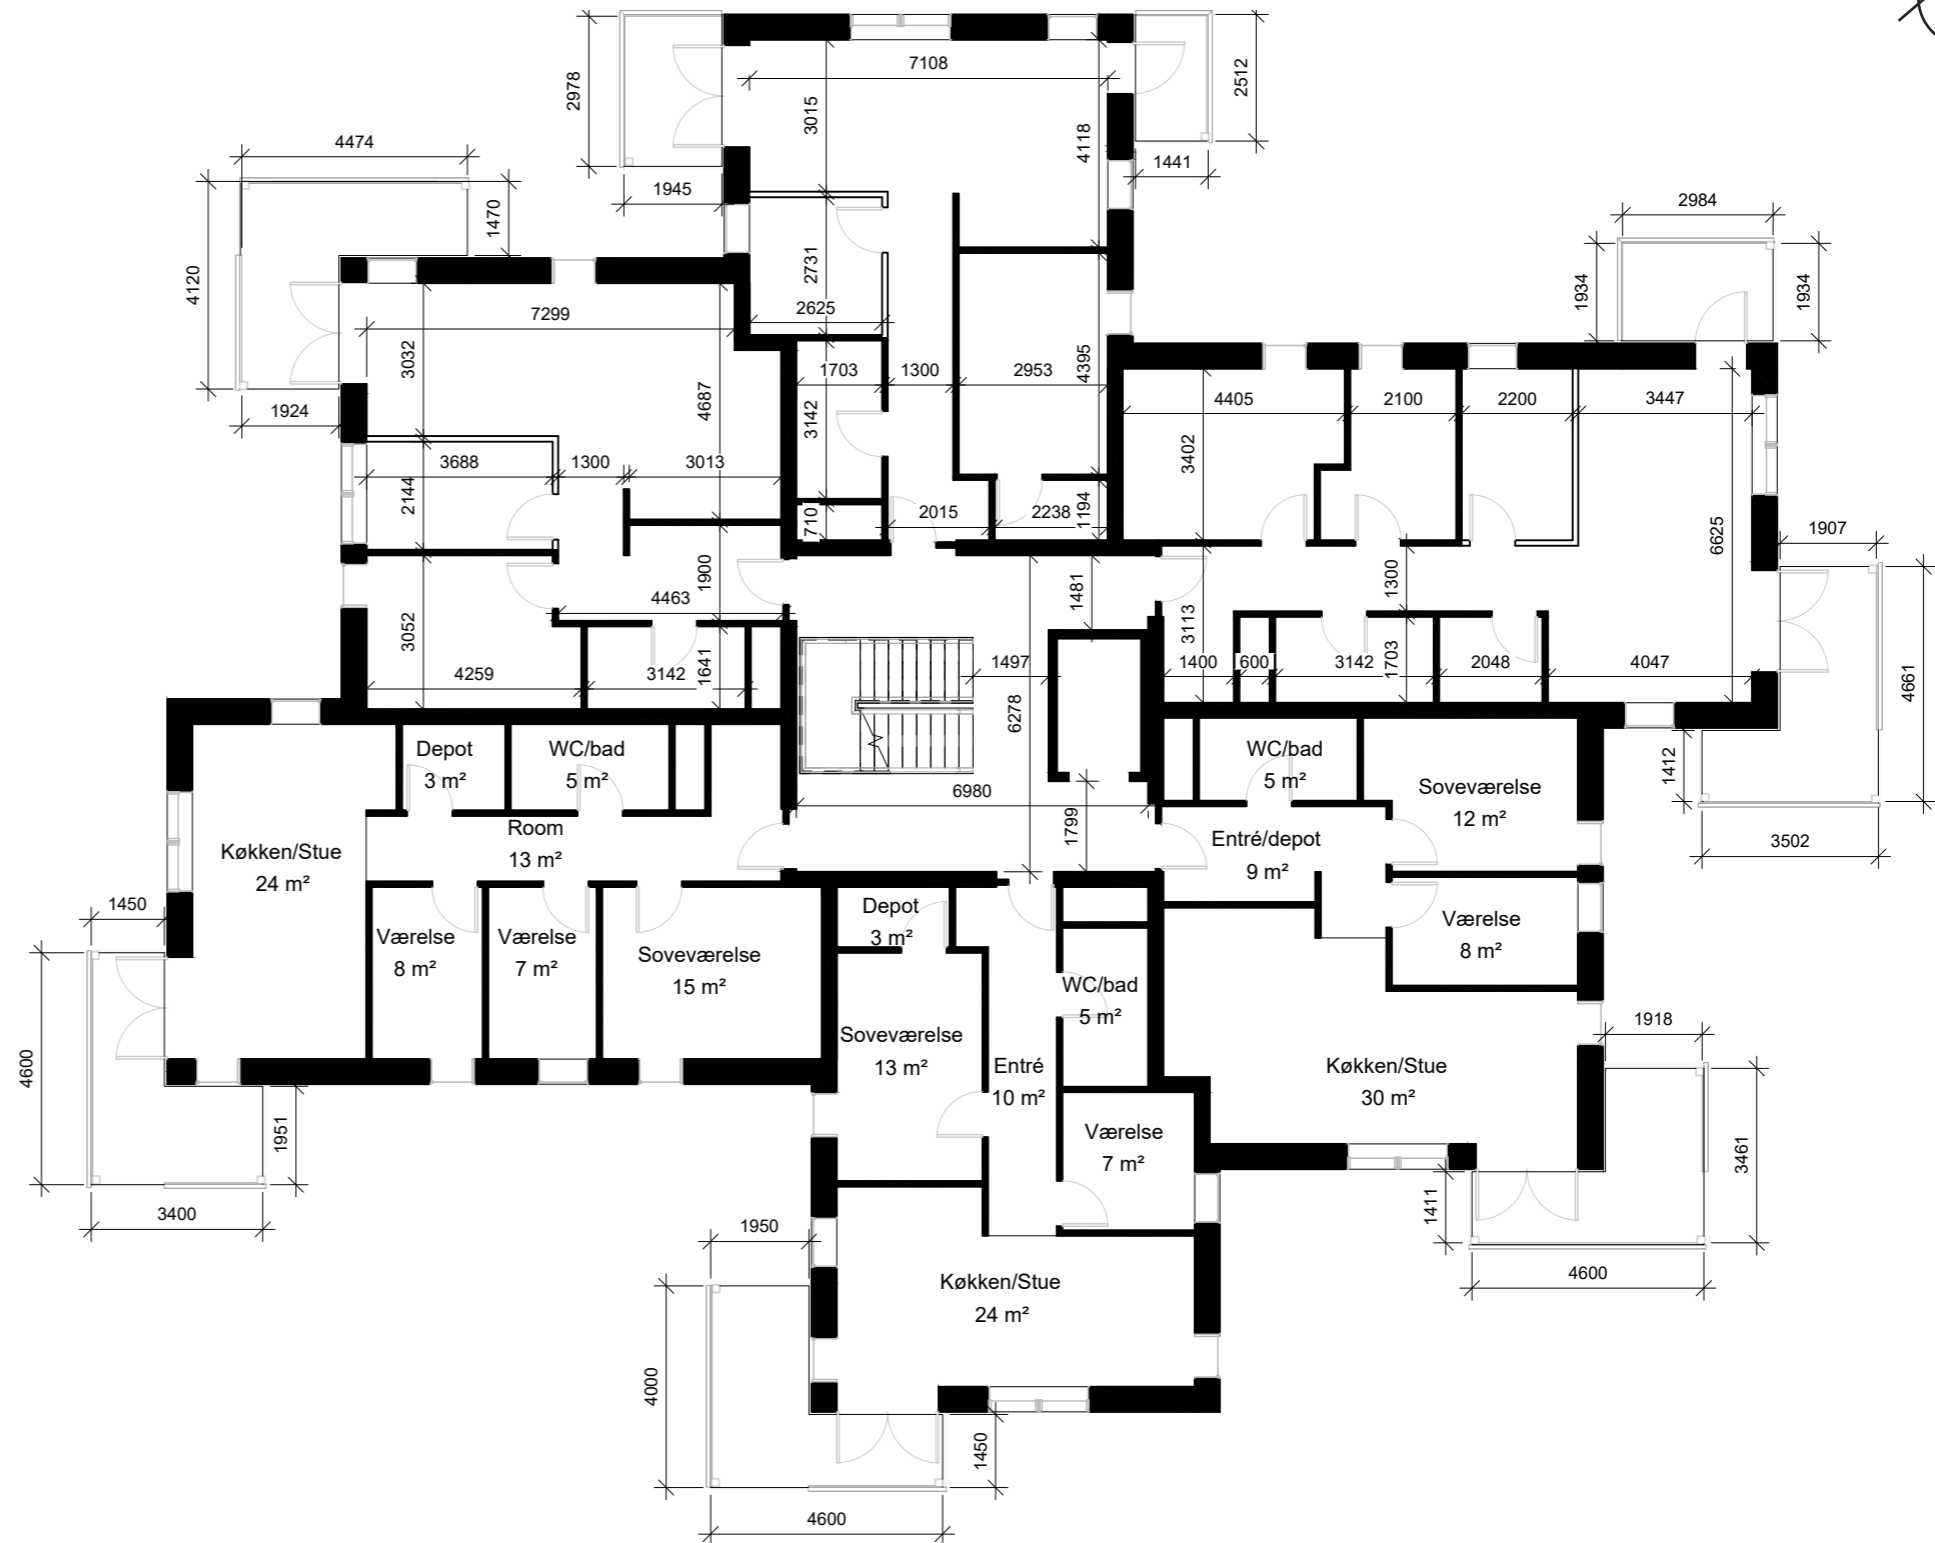 7108
2978
3015
4118
2512
4474
1441
1945
1470
2984
4120
2731
1934
1934
2625
7299
3032
1703
1300
2953
4395
4405
2100
2200
3447
1924
4687
3142
3402
3688
1300
3013
2144
710
2015
2238
1194
6625
1907
1900
1481
1300
4463
3052
3113
4259
3142
1641
1497
1400
600
3142
1703
2048
4047
4661
6278
Depot
3 m²
WC/bad
5 m²
WC/bad
5 m²
1412
Soveværelse
12 m²
6980
1799
Room
13 m²
Entré/depot
9 m²
3502
Køkken/Stue
24 m²
1450
Depot
3 m²
Værelse
8 m²
Værelse
7 m²
Soveværelse
15 m²
Værelse
8 m²
WC/bad
5 m²
1918
Soveværelse
13 m²
Entré
10 m²
Køkken/Stue
30 m²
4600
1951
Værelse
7 m²
3461
1411
3400
1950
Køkken/Stue
24 m²
4600
4000
1450
4600